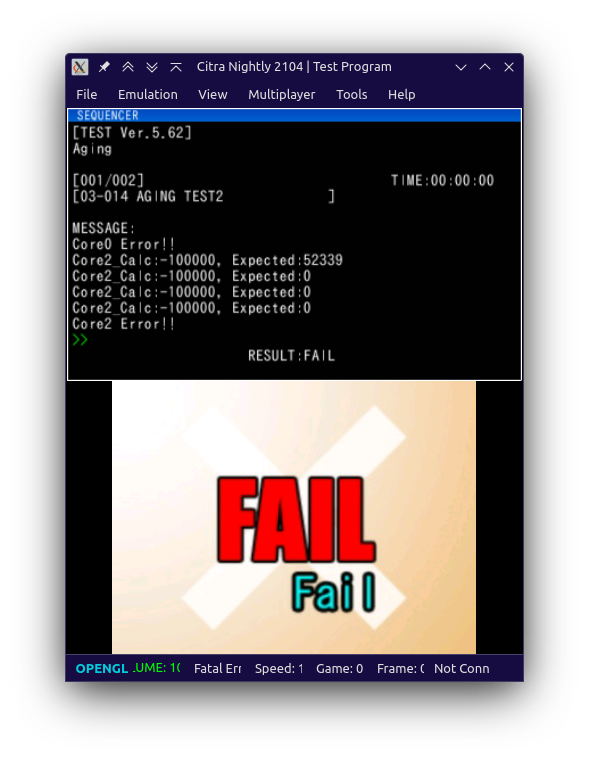 Citra Nightly 2104 | Test Program
File Emulation View Multiplayer Tools Help
SEQUENCER
[TEST Ver.5.62]
Aging
[001/002] TIME:00:00:00
[03-014 AGING TEST2 ]
MESSAGE:
Core0 Error!!
Core2_Calc:-100000, Expected:52339
Core2_Calc:-100000, Expected:0
Core2_Calc:-100000, Expected:0
Core2_Calc:-100000, Expected:0
Core2 Error!!
>>
RESULT:FAIL
FAIL
Fail
OPENGL .UME: 10 Fatal Err Speed: 1 Game: 0 Frame: 0 Not Conn